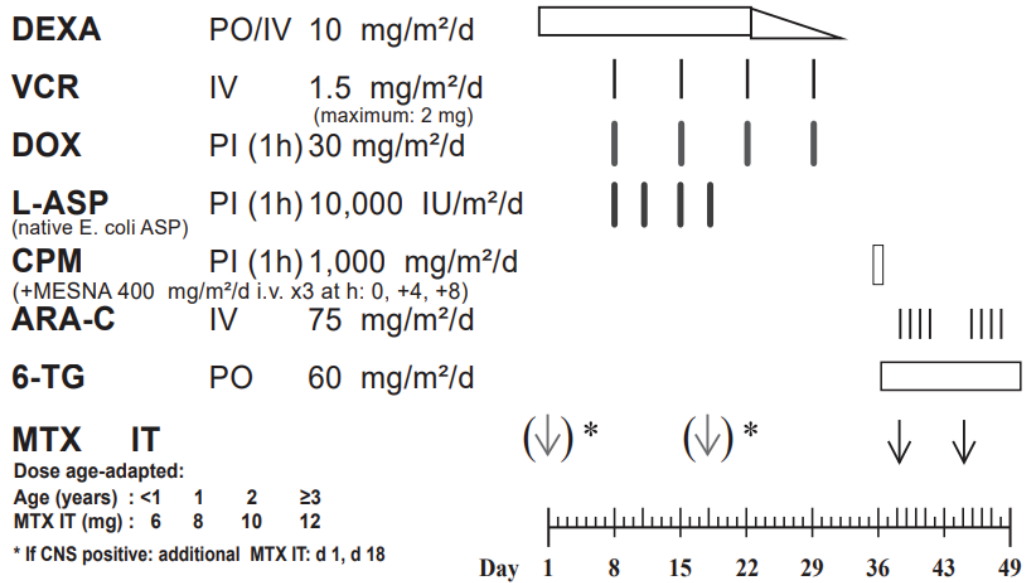 DEXA PO/IV 10 mg/m²/d
VCR IV 1.5 mg/m²/d
(maximum: 2 mg)
DOX PI (1h) 30 mg/m²/d
L-ASP PI (1h) 10,000 IU/m²/d
(native E. coli ASP)
CPM PI (1h) 1,000 mg/m²/d
(+MESNA 400 mg/m²/d i.v. x3 at h: 0, +4, +8)
ARA-C IV 75 mg/m²/d
6-TG PO 60 mg/m²/d
MTX IT (↓) * (↓) *
Dose age-adapted:
Age (years) : <1 1 2 ≥3
MTX IT (mg) : 6 8 10 12
* If CNS positive: additional MTX IT: d 1, d 18
Day 1 8 15 22 29 36 43 49